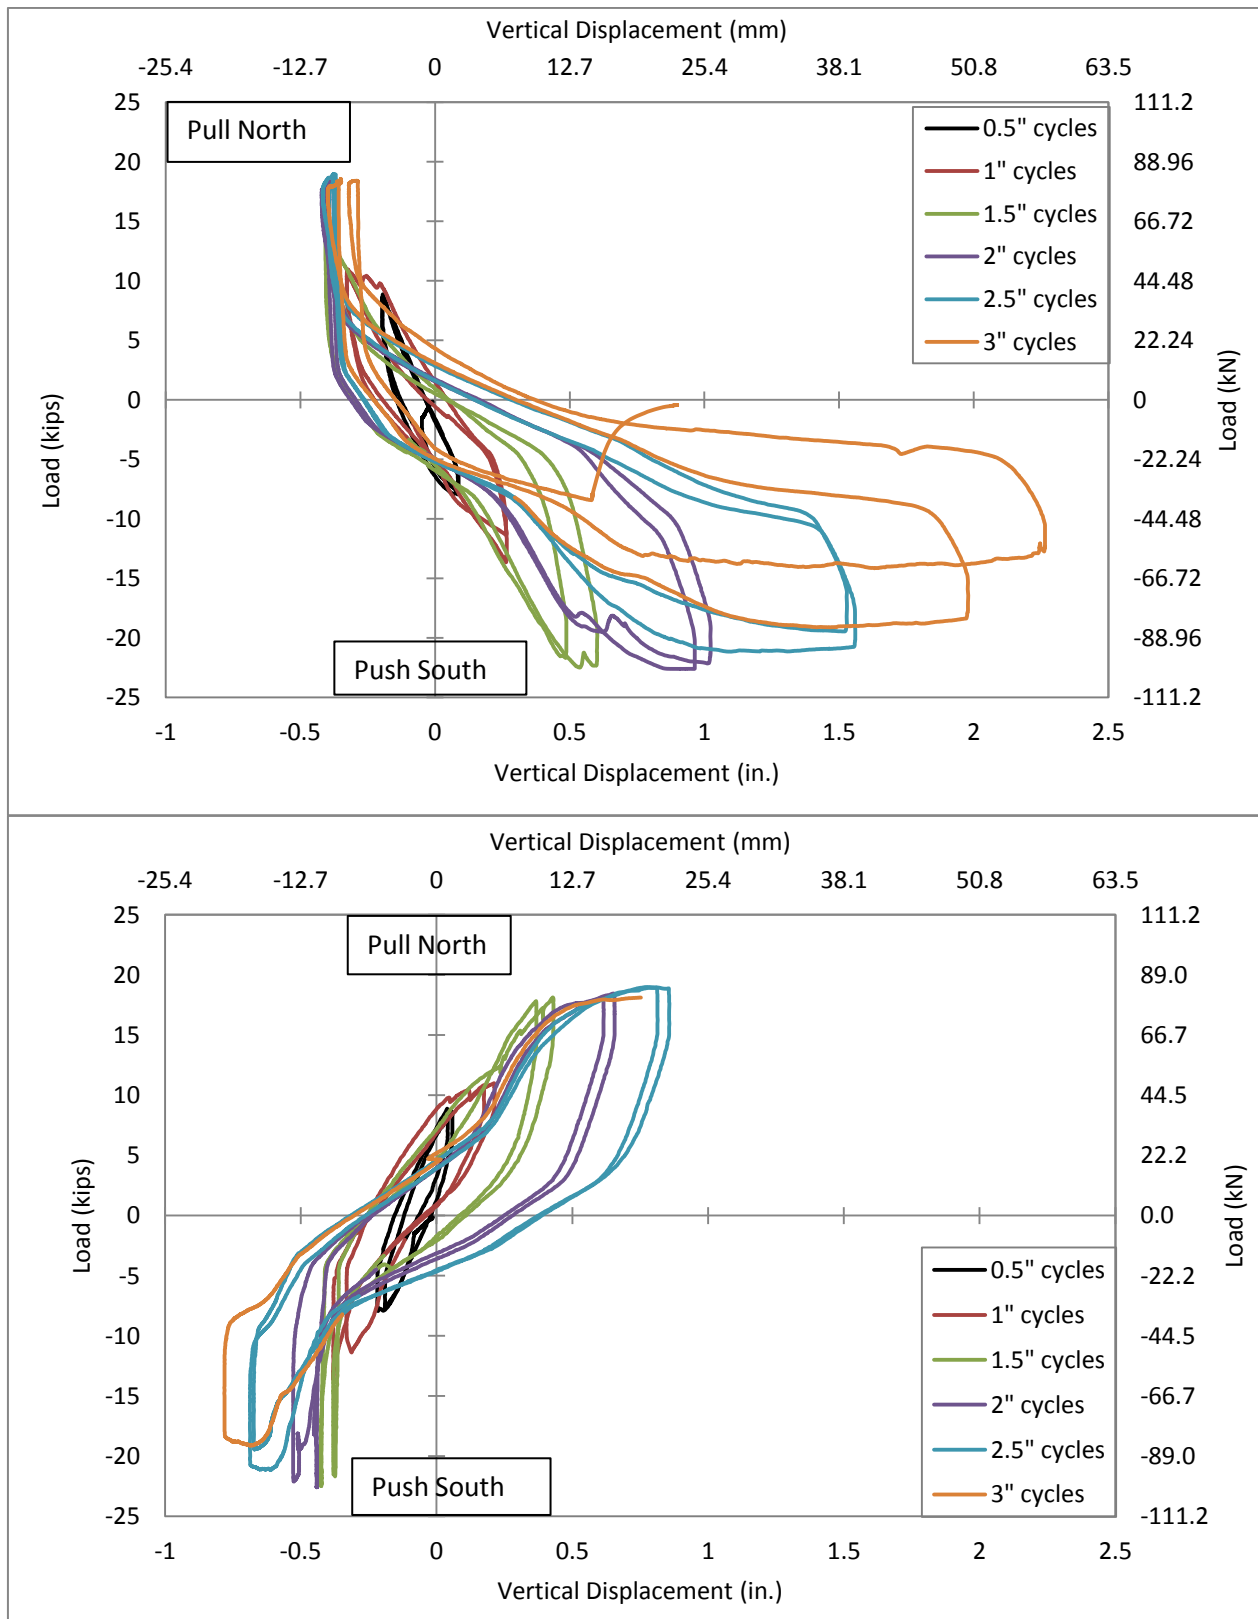 Vertical Displacement (mm)
-25.4 -12.7 0 12.7 25.4 38.1 50.8 63.5
Pull North
25
20
15
10
5
0
-5
-10
-15
-20
-25
Load (kips)
0.5" cycles
1" cycles
1.5" cycles
2" cycles
2.5" cycles
3" cycles
111.2
88.96
66.72
44.48
22.24
0
-22.24
-44.48
-66.72
-88.96
-111.2
Load (kN)
Push South
-1 -0.5 0 0.5 1 1.5 2 2.5
Vertical Displacement (in.)
Vertical Displacement (mm)
-25.4 -12.7 0 12.7 25.4 38.1 50.8 63.5
Pull North
25
20
15
10
5
0
-5
-10
-15
-20
-25
Load (kips)
111.2
89.0
66.7
44.5
22.2
0.0
-22.2
-44.5
-66.7
-89.0
-111.2
Load (kN)
0.5" cycles
1" cycles
1.5" cycles
2" cycles
2.5" cycles
3" cycles
Push South
-1 -0.5 0 0.5 1 1.5 2 2.5
Vertical Displacement (in.)